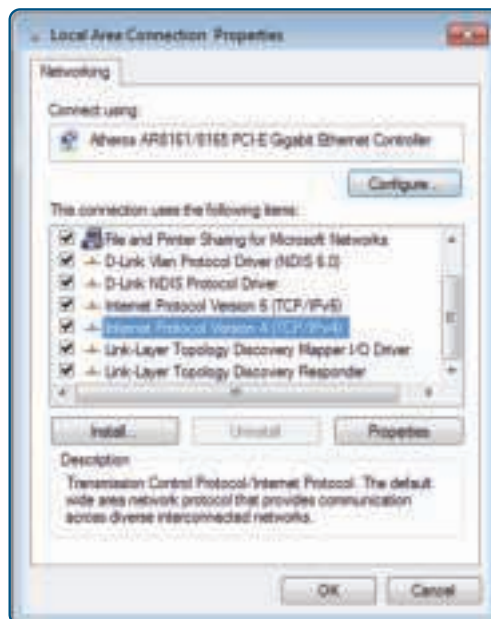 Local Area Connection Properties
Networking
Connect using:
Atheros AR8161/8165 PCI-E Gigabit Ethernet Controller
Configure...
This connection uses the following items:
File and Printer Sharing for Microsoft Networks
D-Link Vlan Protocol Driver (NDIS 6.0)
D-Link NDIS Protocol Driver
Internet Protocol Version 6 (TCP/IPv6)
Internet Protocol Version 4 (TCP/IPv4)
Link-Layer Topology Discovery Mapper I/O Driver
Link-Layer Topology Discovery Responder
Install...
Uninstall
Properties
Description
Transmission Control Protocol/Internet Protocol. The default
wide area network protocol that provides communication
across diverse interconnected networks.
OK
Cancel